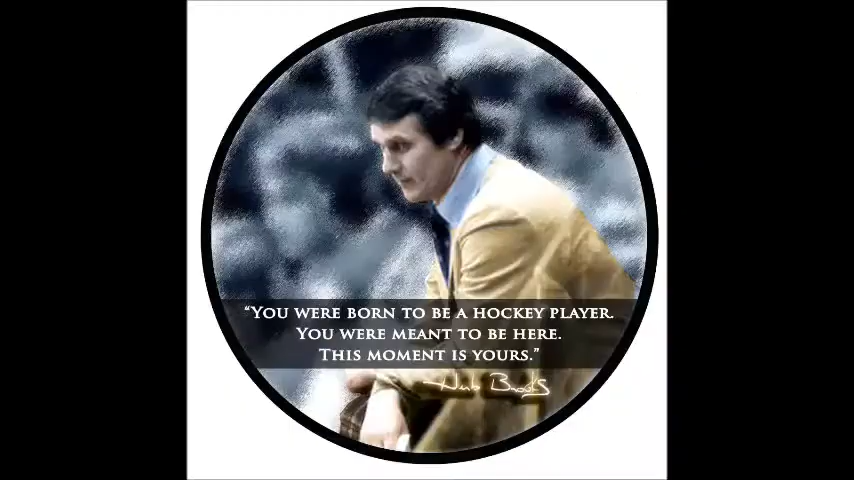 “You were born to be a hockey player.
You were meant to be here.
This moment is yours.”
Herb Brooks